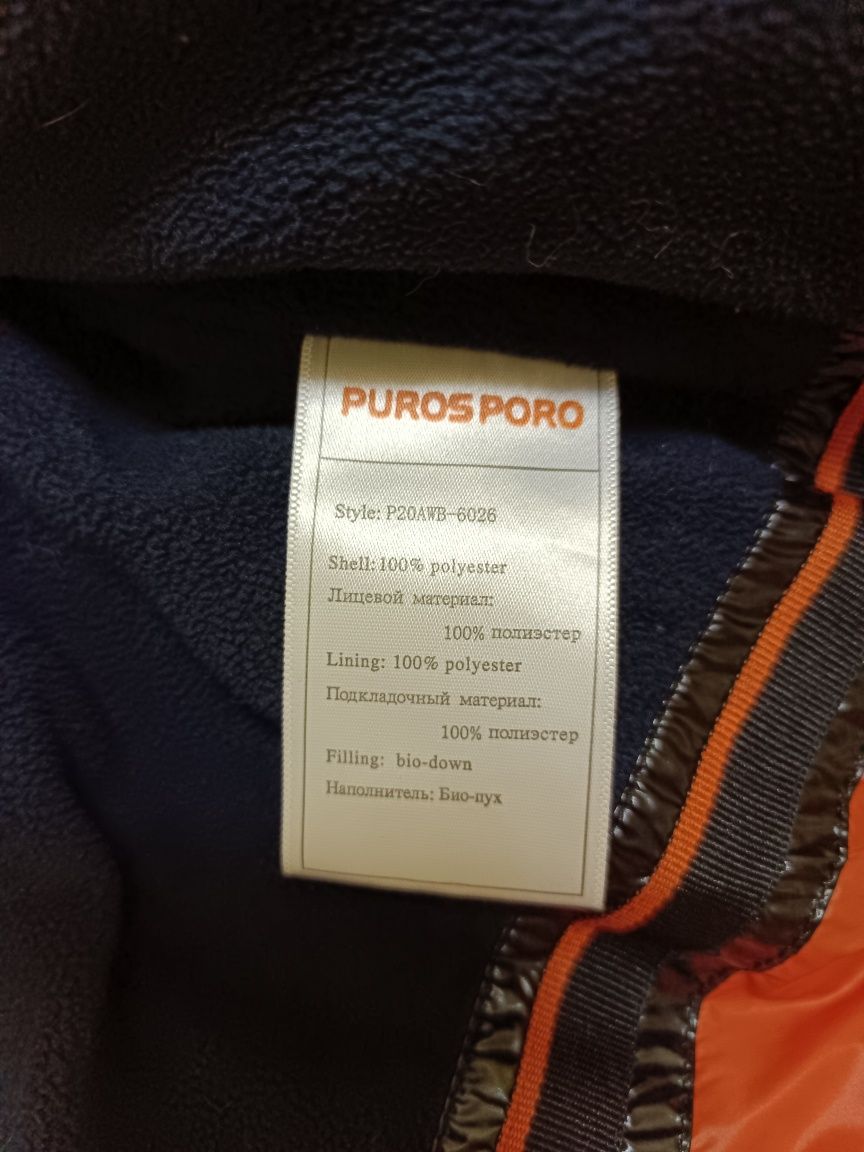 PUROS PORO
Style: P20AWB-6026
Shell: 100% polyester
Лицевой материал:
100% полиэстер
Lining: 100% polyester
Подкладочный материал:
100% полиэстер
Filling: bio-down
Наполнитель: Био-пух